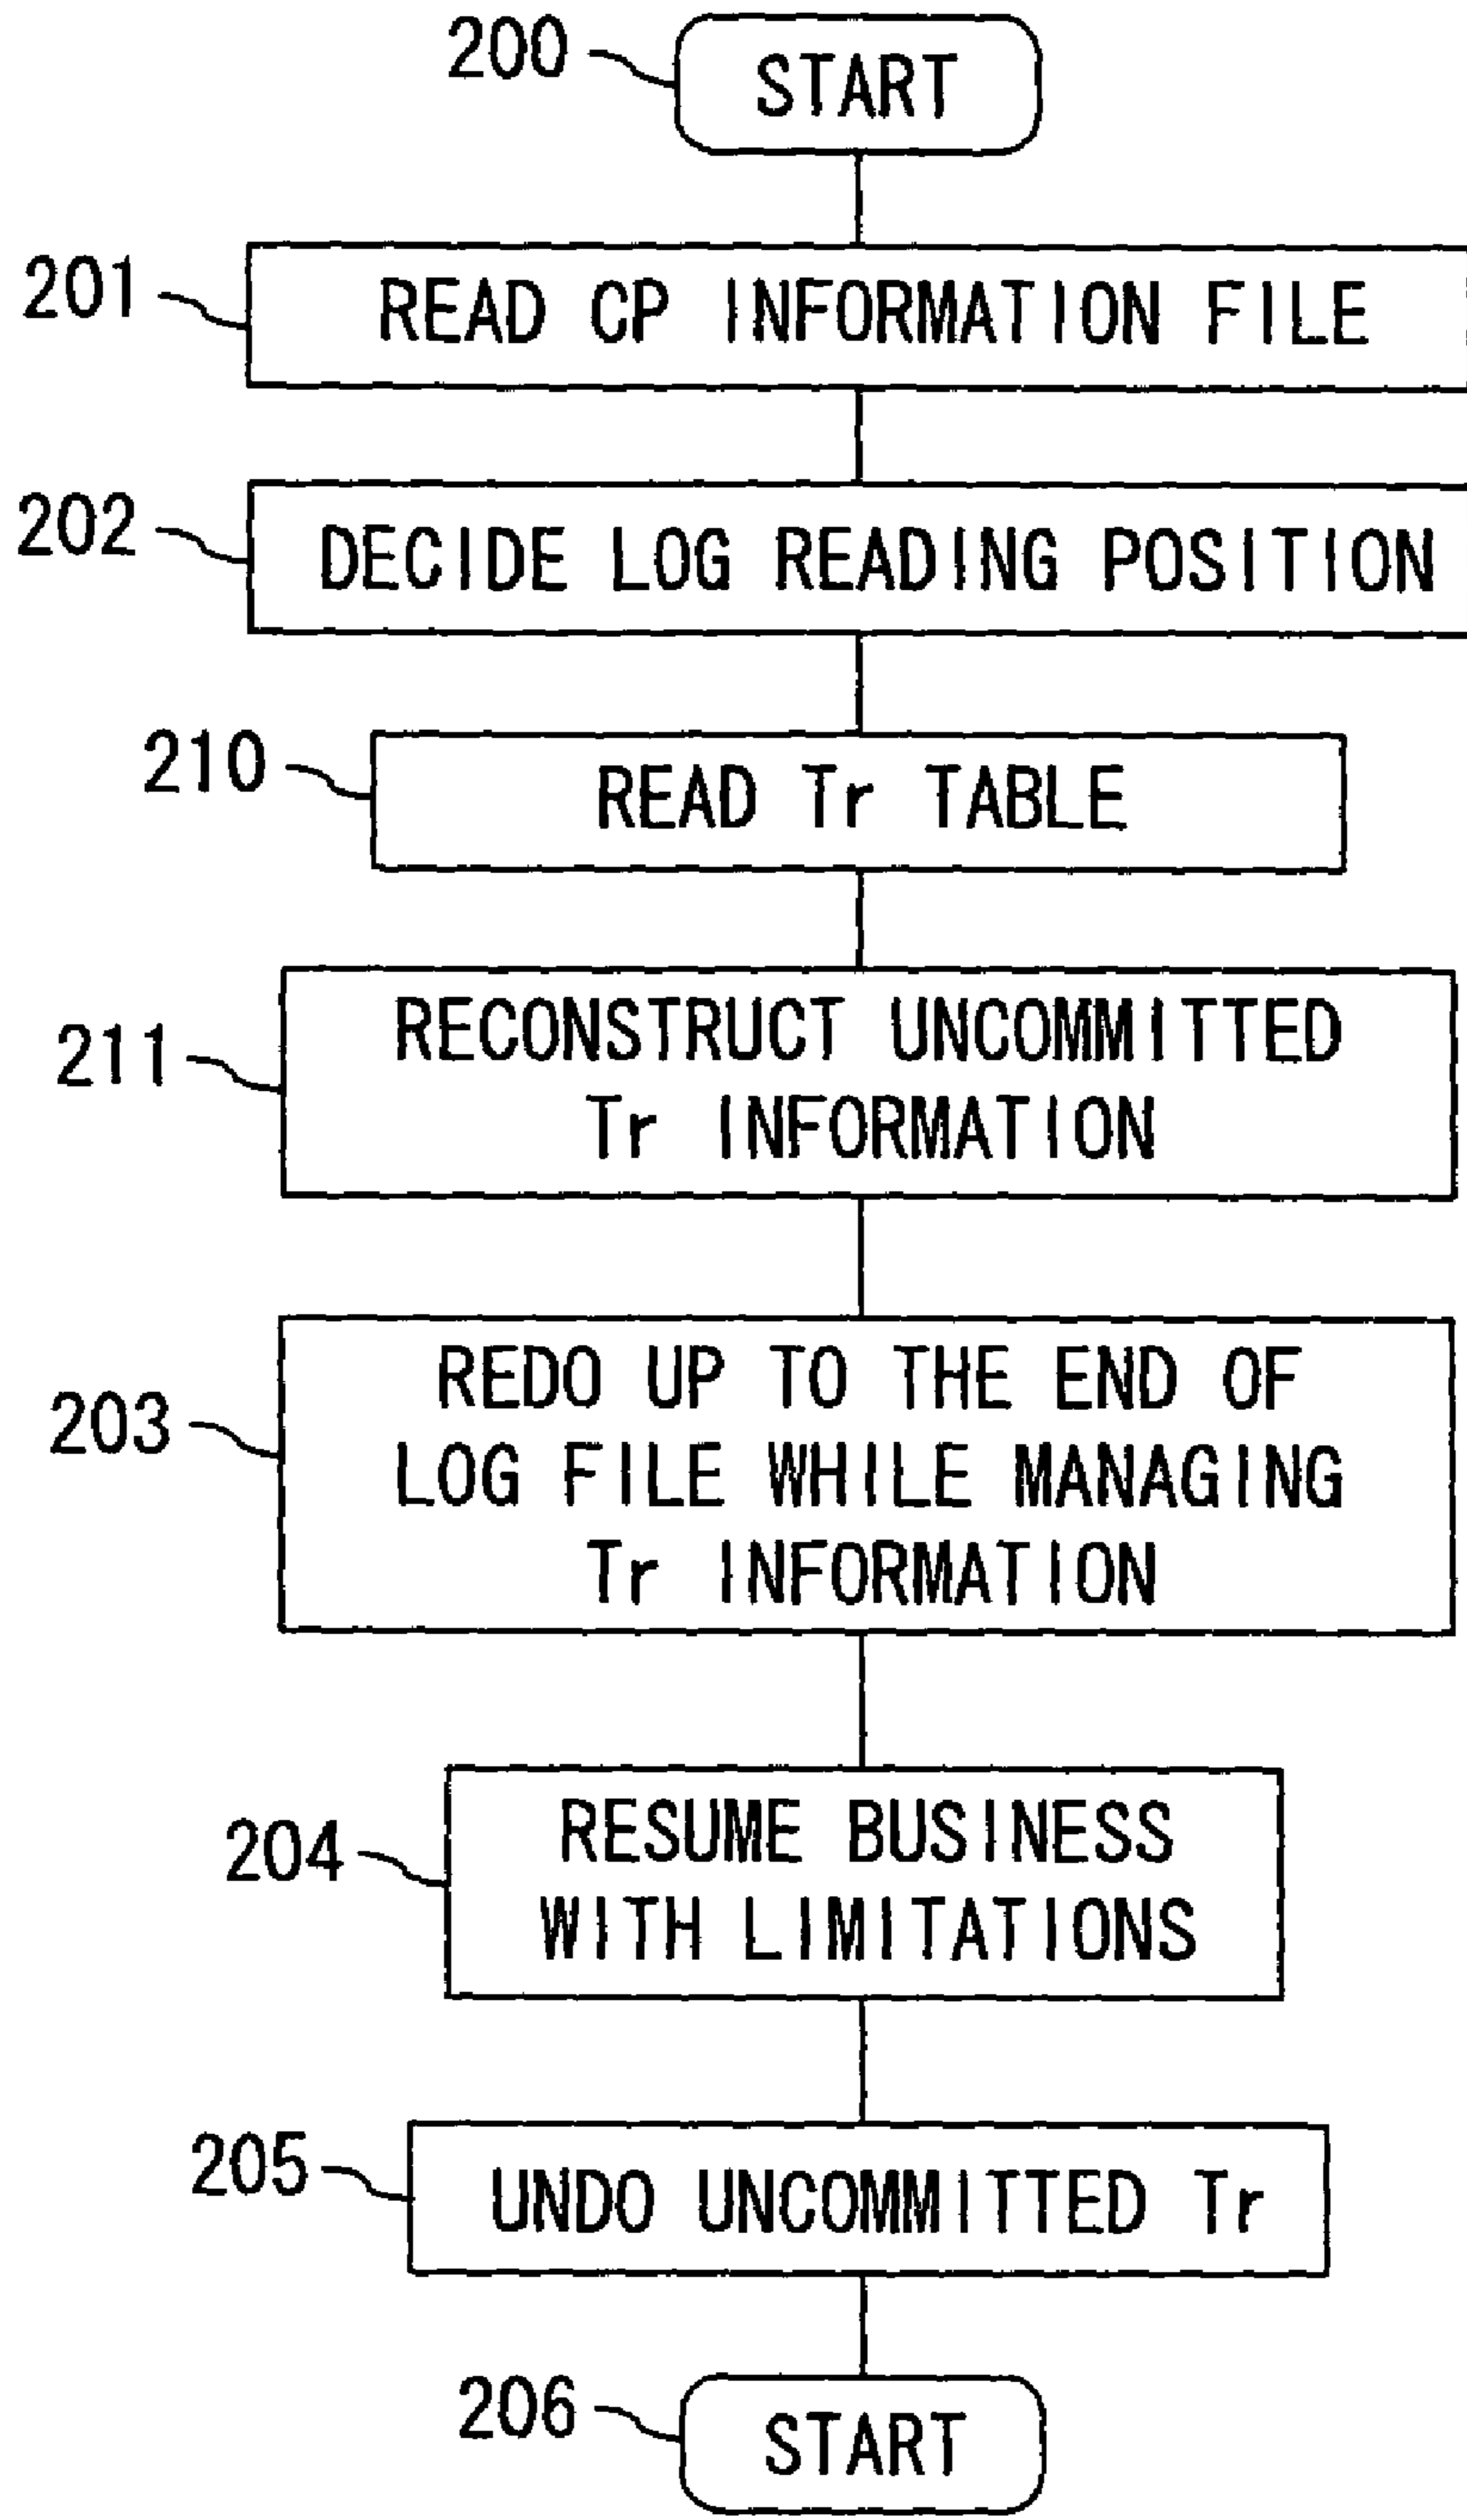 200
START
201
READ CP INFORMATION FILE
202
DECIDE LOG READING POSITION
210
READ Tr TABLE
211
RECONSTRUCT UNCOMMITTED
Tr INFORMATION
203
REDO UP TO THE END OF
LOG FILE WHILE MANAGING
Tr INFORMATION
204
RESUME BUSINESS
WITH LIMITATIONS
205
UNDO UNCOMMITTED Tr
206
START